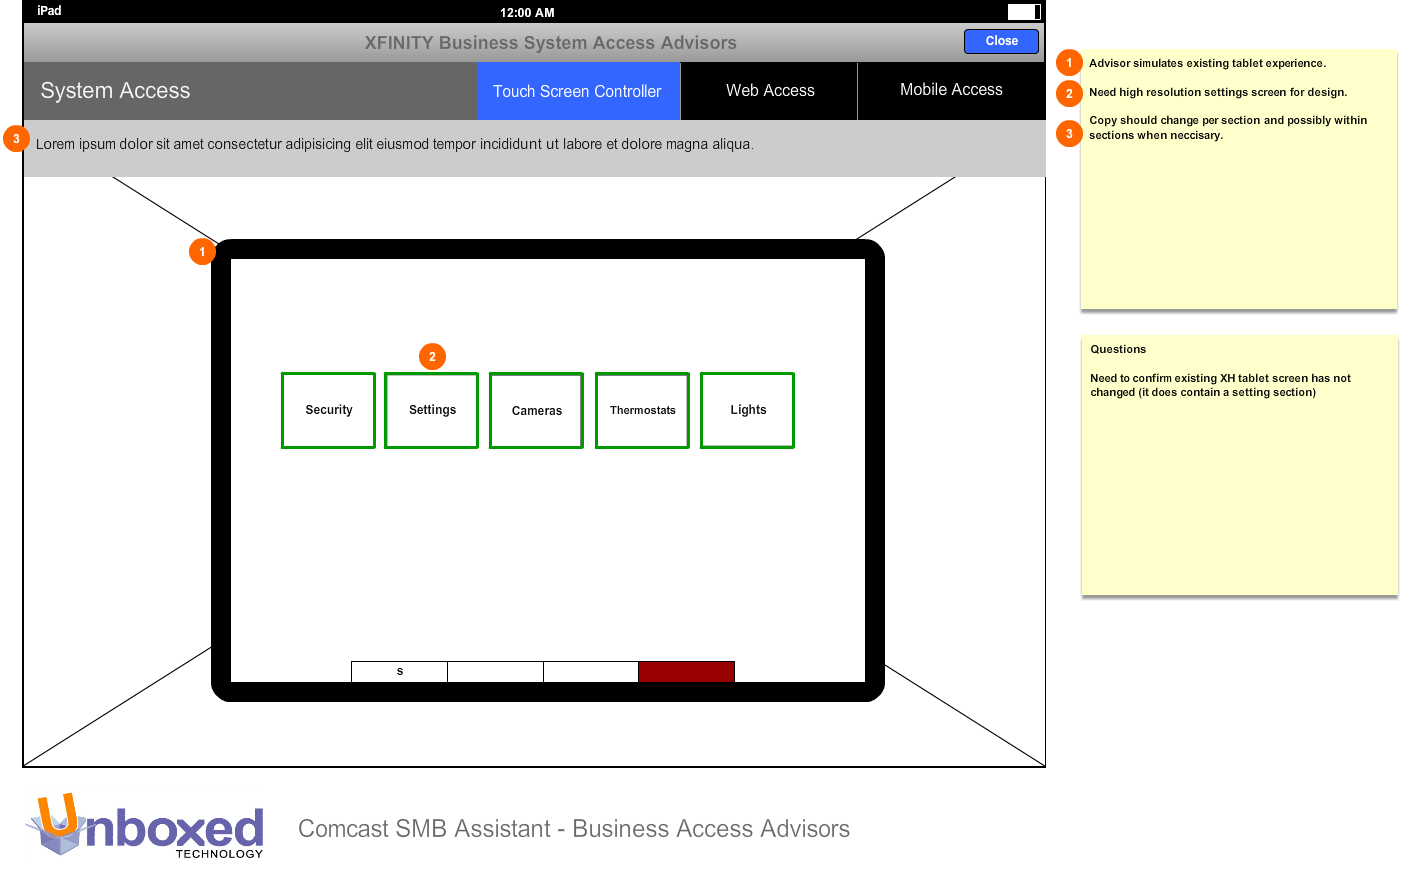 iPad
12:00 AM
XFINITY Business System Access Advisors
Close
System Access
Touch Screen Controller
Web Access
Mobile Access
3
Lorem ipsum dolor sit amet consectetur adipisicing elit eiusmod tempor incididunt ut labore et dolore magna aliqua.
1
2
Security
Settings
Cameras
Thermostats
Lights
s
1 Advisor simulates existing tablet experience.
2 Need high resolution settings screen for design.
3 Copy should change per section and possibly within
sections when neccisary.
Questions
Need to confirm existing XH tablet screen has not
changed (it does contain a setting section)
Unboxed
TECHNOLOGY
Comcast SMB Assistant - Business Access Advisors